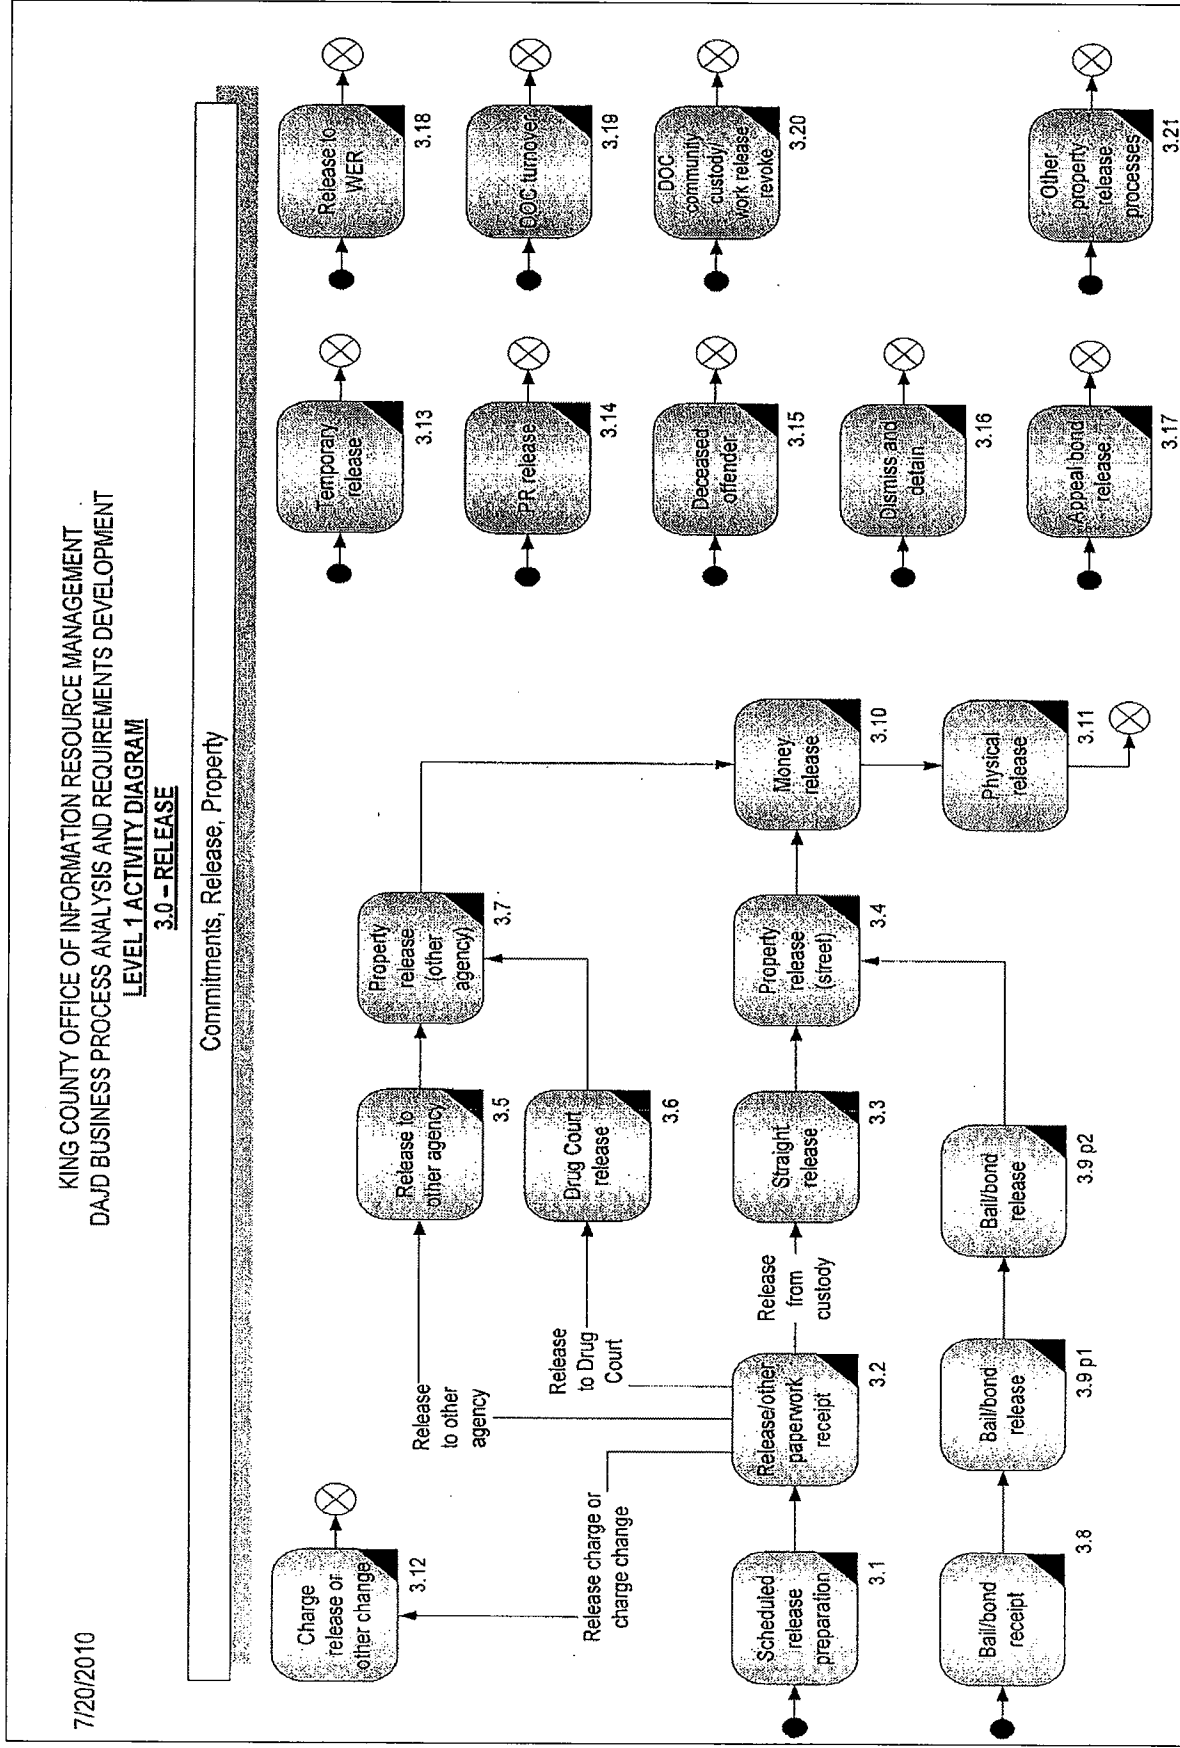 7/20/2010
KING COUNTY OFFICE OF INFORMATION RESOURCE MANAGEMENT
DAJD BUSINESS PROCESS ANALYSIS AND REQUIREMENTS DEVELOPMENT
LEVEL 1 ACTIVITY DIAGRAM
3.0 – RELEASE
Commitments, Release, Property
Charge
release or
other change
3.12
Release charge or
charge change
Release
to other
agency
Release to
other agency
3.5
Property
release
(other
agency)
3.7
Release
to Drug
Court
Drug Court
release
3.6
Scheduled
release
preparation
3.1
Release/other
paperwork
receipt
3.2
Release
from
custody
Straight
release
3.3
Property
release
(street)
3.4
Money
release
3.10
Bail/bond
receipt
3.8
Bail/bond
release
3.9 p1
Bail/bond
release
3.9 p2
Physical
release
3.11
Temporary
release
3.13
PR release
3.14
Deceased
offender
3.15
Dismiss and
detain
3.16
Appeal bond
release
3.17
Release to
WER
3.18
DOC turnover
3.19
DOC
community
custody/
work release
revoke
3.20
Other
property
release
processes
3.21